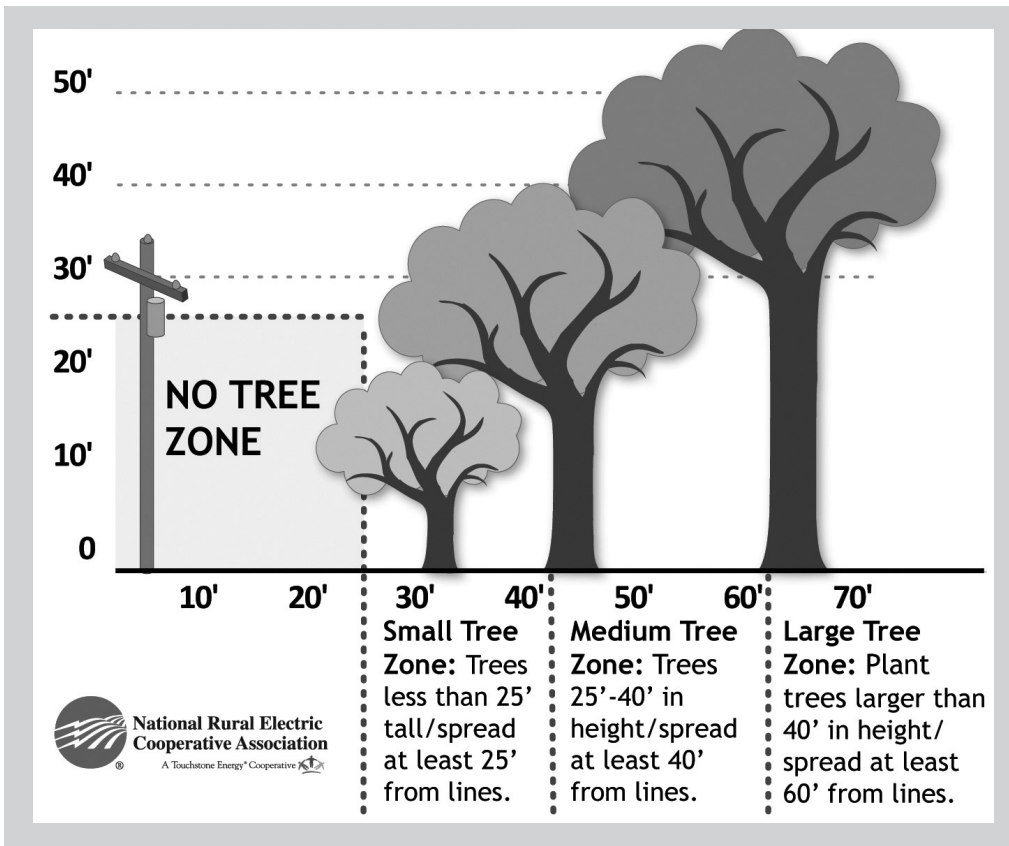 50'
40'
30'
20'
10'
0
NO TREE
ZONE
10' 20' 30' 40' 50' 60' 70'
Small Tree
Zone: Trees
less than 25’
tall/spread
at least 25’
from lines.
Medium Tree
Zone: Trees
25’-40’ in
height/spread
at least 40’
from lines.
Large Tree
Zone: Plant
trees larger than
40’ in height/
spread at least
60’ from lines.
National Rural Electric
Cooperative Association
A Touchstone Energy® Cooperative
®